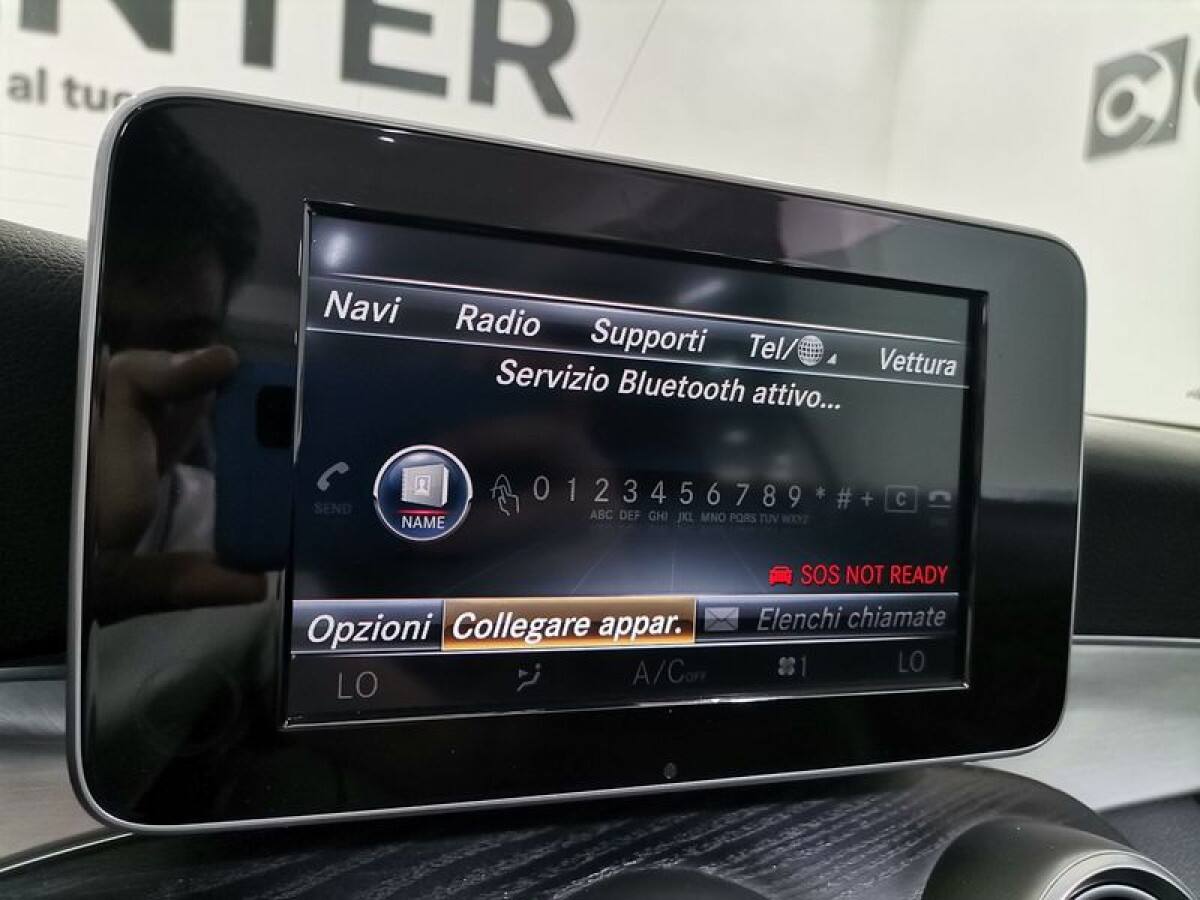 NTER
al tuo
Navi Radio Supporti Tel/ Vettura
Servizio Bluetooth attivo...
SEND
NAME
0 1 2 3 4 5 6 7 8 9 * # + C
ABC DEF GHI JKL MNO PQRS TUV WXYZ
SOS NOT READY
Opzioni Collegare appar. Elenchi chiamate
LO A/C OFF 1 LO